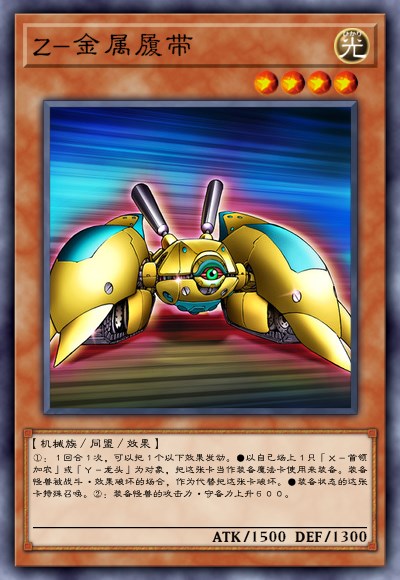 Z-金属履带
光
【机械族/同盟/效果】
①：1回合1次，可以把1个以下效果发动。●以自己场上1只「X-首领
加农」或「Y-龙头」为对象，把这张卡当作装备魔法卡使用来装备。装备
怪兽被战斗·效果破坏的场合，作为代替把这张卡破坏。●装备状态的这张
卡特殊召唤。②：装备怪兽的攻击力·守备力上升600。
ATK/1500 DEF/1300